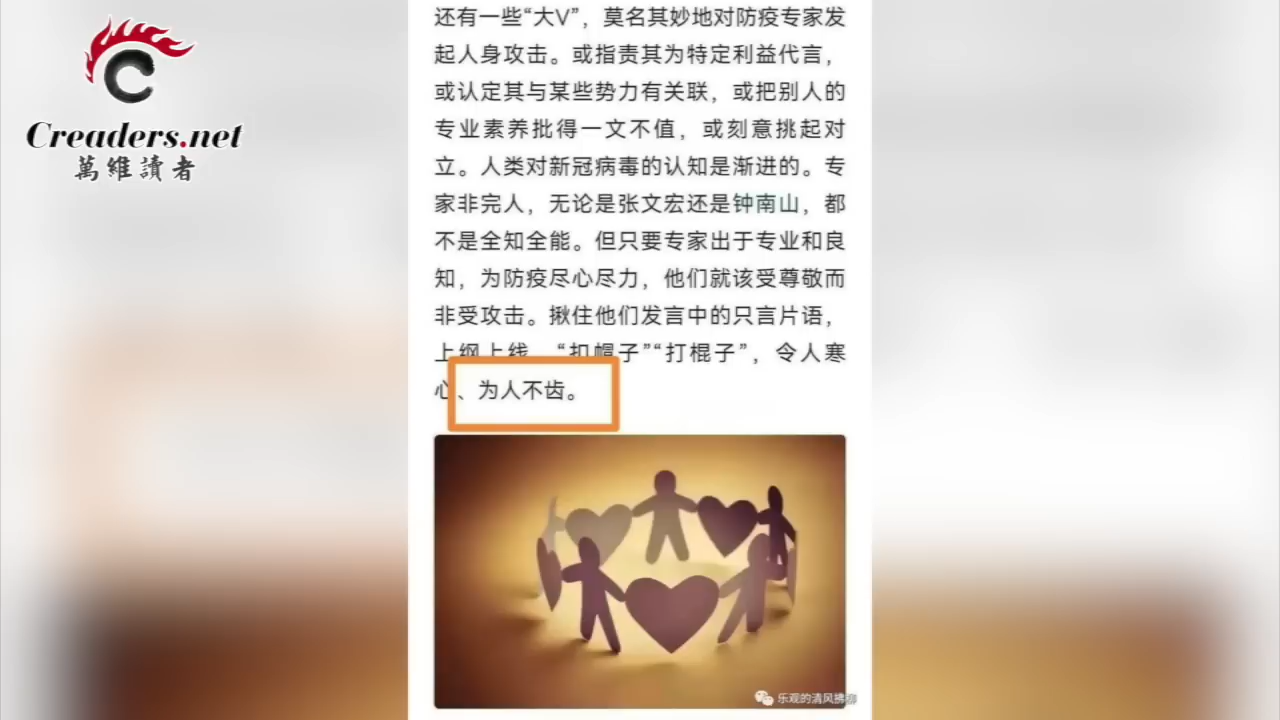 Creaders.net
萬維讀者
还有一些“大V”，莫名其妙地对防疫专家发
起人身攻击。或指责其为特定利益代言，
或认定其与某些势力有关联，或把别人的
专业素养批得一文不值，或刻意挑起对
立。人类对新冠病毒的认知是渐进的。专
家非完人，无论是张文宏还是钟南山，都
不是全知全能。但只要专家出于专业和良
知，为防疫尽心尽力，他们就该受尊敬而
非受攻击。揪住他们发言中的只言片语，
上纲上线，“扣帽子”“打棍子”，令人寒
心、为人不齿。
乐观的清风拂柳